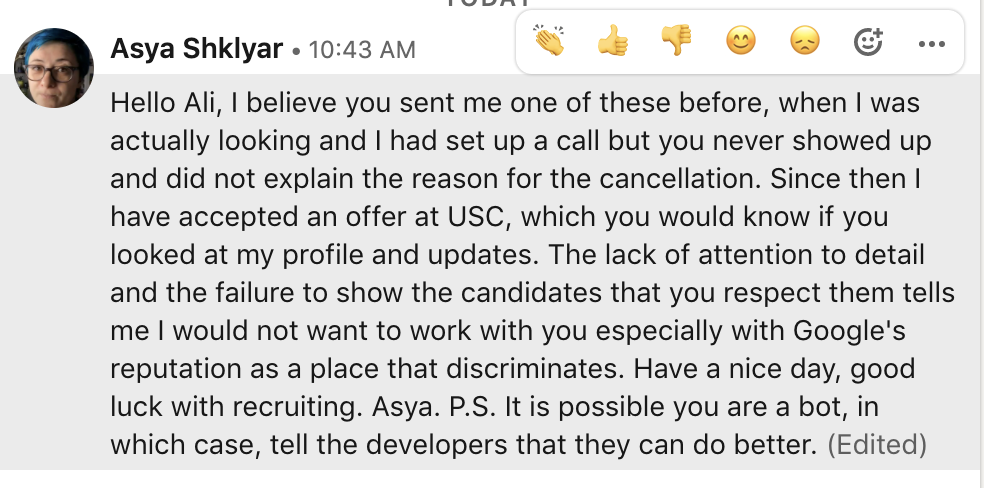 TODAY
Asya Shklyar • 10:43 AM
Hello Ali, I believe you sent me one of these before, when I was
actually looking and I had set up a call but you never showed up
and did not explain the reason for the cancellation. Since then I
have accepted an offer at USC, which you would know if you
looked at my profile and updates. The lack of attention to detail
and the failure to show the candidates that you respect them tells
me I would not want to work with you especially with Google's
reputation as a place that discriminates. Have a nice day, good
luck with recruiting. Asya. P.S. It is possible you are a bot, in
which case, tell the developers that they can do better. (Edited)